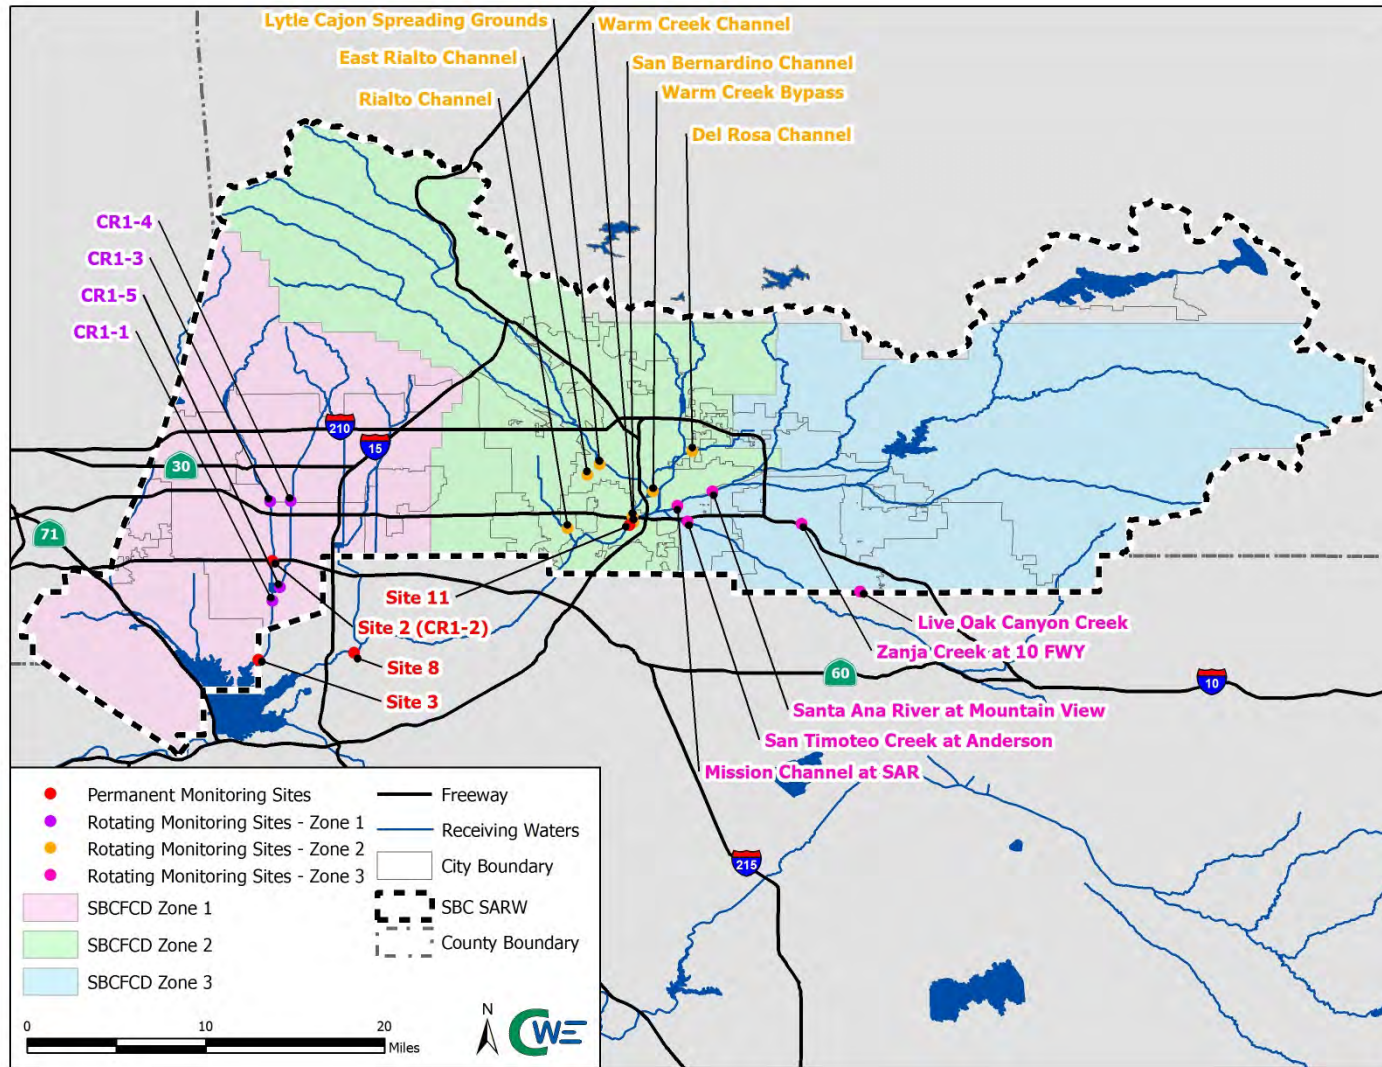 Lytle Cajon Spreading Grounds
Warm Creek Channel
East Rialto Channel
San Bernardino Channel
Rialto Channel
Warm Creek Bypass
Del Rosa Channel
CR1-4
CR1-3
CR1-5
CR1-1
210
15
30
71
Site 11
Site 2 (CR1-2)
Site 8
Site 3
Live Oak Canyon Creek
Zanja Creek at 10 FWY
60
10
Santa Ana River at Mountain View
San Timoteo Creek at Anderson
Mission Channel at SAR
215
Permanent Monitoring Sites
Rotating Monitoring Sites - Zone 1
Rotating Monitoring Sites - Zone 2
Rotating Monitoring Sites - Zone 3
SBCFCD Zone 1
SBCFCD Zone 2
SBCFCD Zone 3
Freeway
Receiving Waters
City Boundary
SBC SARW
County Boundary
0 10 20
Miles
N
CWE